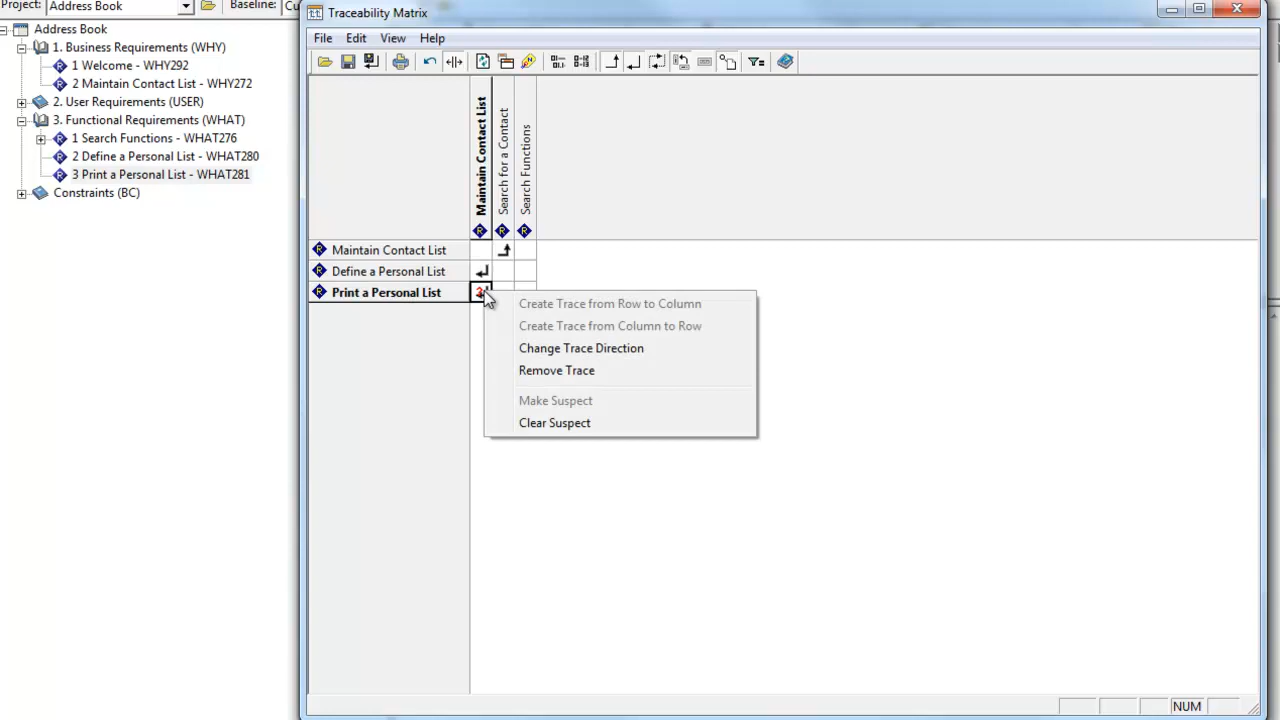 Project: Address Book Baseline: Cu
Address Book
1. Business Requirements (WHY)
1 Welcome - WHY292
2 Maintain Contact List - WHY272
2. User Requirements (USER)
3. Functional Requirements (WHAT)
1 Search Functions - WHAT276
2 Define a Personal List - WHAT280
3 Print a Personal List - WHAT281
Constraints (BC)
Traceability Matrix
File Edit View Help
Maintain Contact List
Search for a Contact
Search Functions
Maintain Contact List
Define a Personal List
Print a Personal List
Create Trace from Row to Column
Create Trace from Column to Row
Change Trace Direction
Remove Trace
Make Suspect
Clear Suspect
NUM